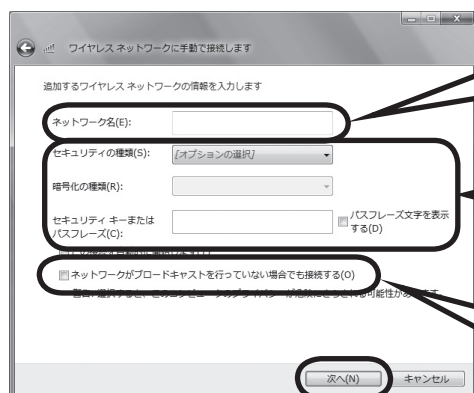 ワイヤレス ネットワークに手動で接続します
追加するワイヤレス ネットワークの情報を入力します
ネットワーク名(E):
セキュリティの種類(S): [オプションの選択]
暗号化の種類(R):
セキュリティ キーまたは
パスフレーズ(C):
パスフレーズ文字を表示
する(D)
ネットワークがブロードキャストを行っていない場合でも接続する(O)
次へ(N) キャンセル